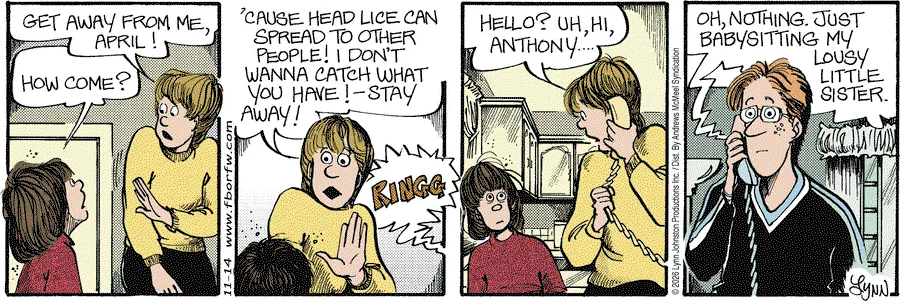 GET AWAY FROM ME,
APRIL!
HOW COME?
'CAUSE HEAD LICE CAN
SPREAD TO OTHER
PEOPLE! I DON'T
WANNA CATCH WHAT
YOU HAVE! - STAY
AWAY!
RINGG
www.fborfw.com
11-14
HELLO? UH, HI,
ANTHONY....
© 2026 Lynn Johnston Productions Inc. / Dist. By Andrews McMeel Syndication
OH, NOTHING. JUST
BABYSITTING MY
LOUSY
LITTLE
SISTER.
LYNN